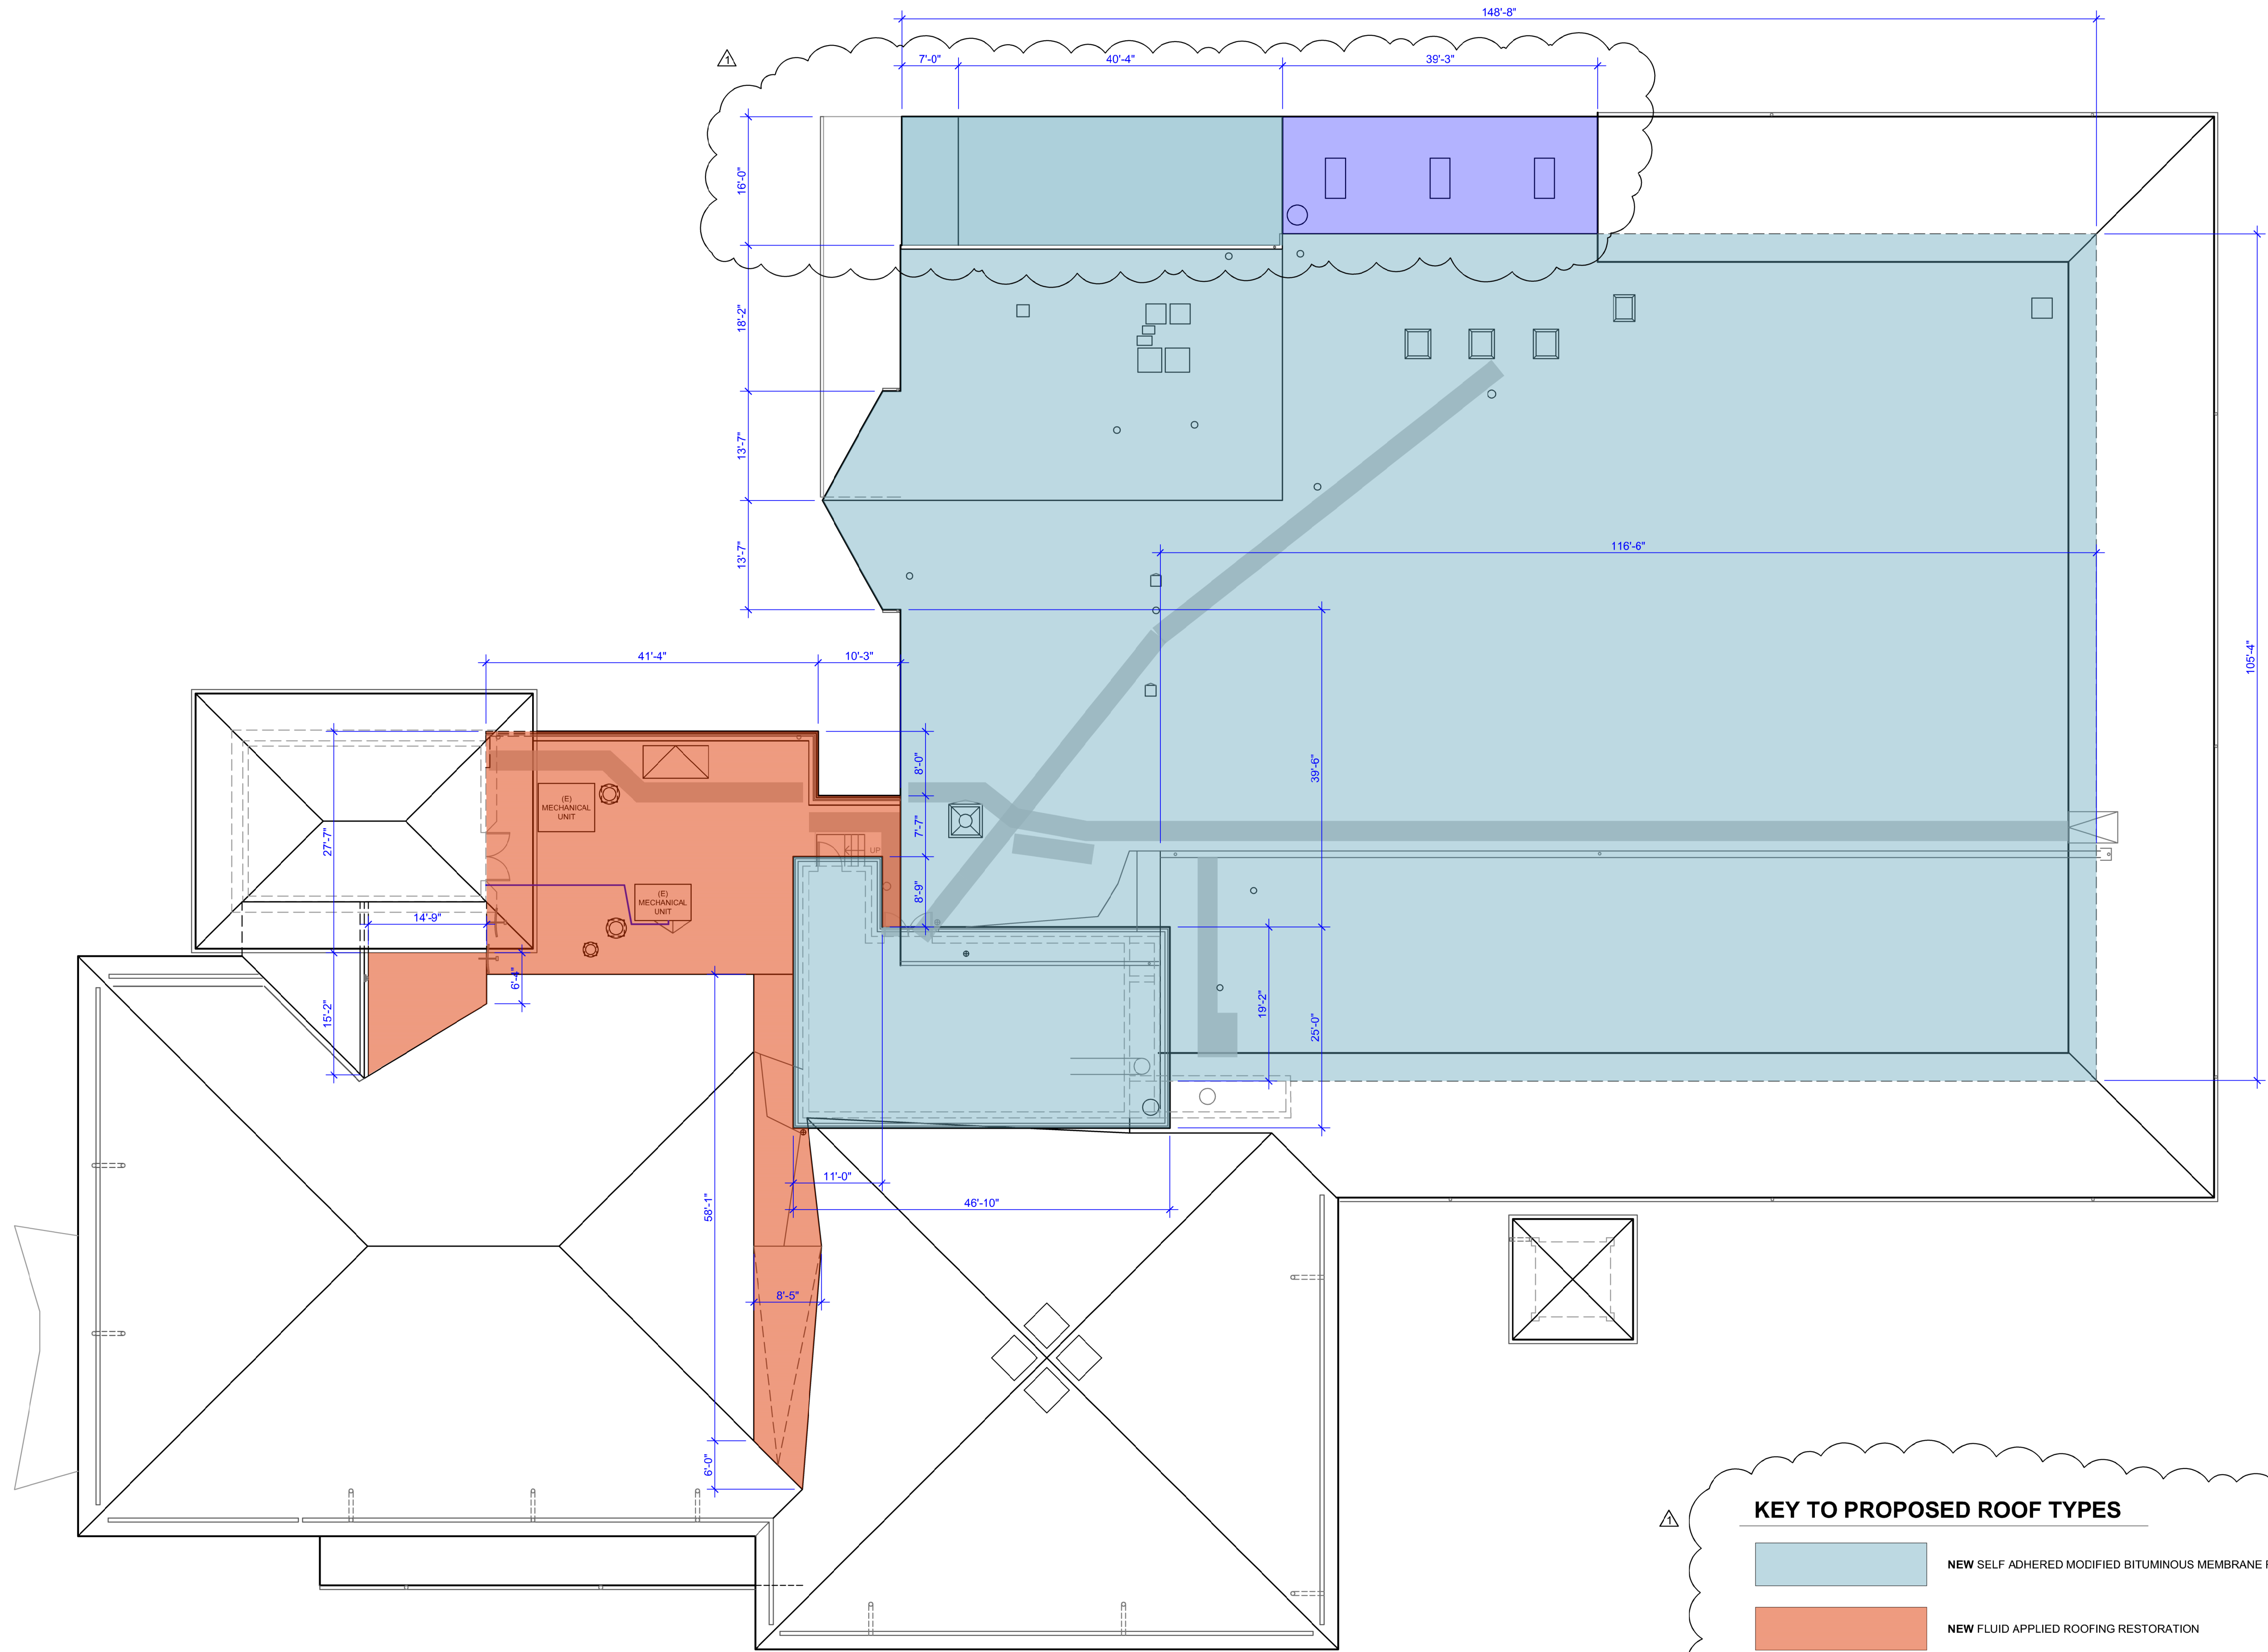 148'-8"
1
7'-0"
40'-4"
39'-3"
16'-0"
18'-2"
13'-7"
13'-7"
116'-6"
105'-4"
41'-4"
10'-3"
8'-0"
39'-6"
(E)
MECHANICAL
UNIT
27'-7"
7'-7"
UP
8'-9"
(E)
MECHANICAL
UNIT
14'-9"
6'-4"
15'-2"
19'-2"
25'-0"
11'-0"
46'-10"
58'-1"
8'-5"
6'-0"
1
KEY TO PROPOSED ROOF TYPES
NEW SELF ADHERED MODIFIED BITUMINOUS MEMBRANE
NEW FLUID APPLIED ROOFING RESTORATION